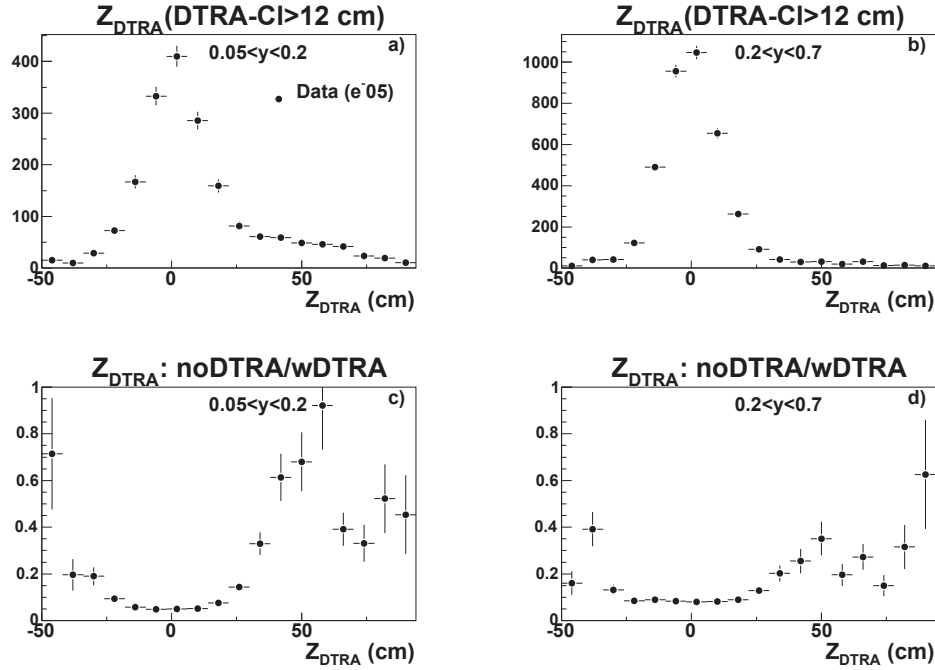 Z_DTRA (DTRA-Cl>12 cm)
a)
0.05<y<0.2
Data (e⁻05)
400
300
200
100
0
-50 0 50
Z_DTRA (cm)
Z_DTRA (DTRA-Cl>12 cm)
b)
0.2<y<0.7
1000
800
600
400
200
0
-50 0 50
Z_DTRA (cm)
Z_DTRA: noDTRA/wDTRA
c)
0.05<y<0.2
1
0.8
0.6
0.4
0.2
0
-50 0 50
Z_DTRA (cm)
Z_DTRA: noDTRA/wDTRA
d)
0.2<y<0.7
1
0.8
0.6
0.4
0.2
0
-50 0 50
Z_DTRA (cm)